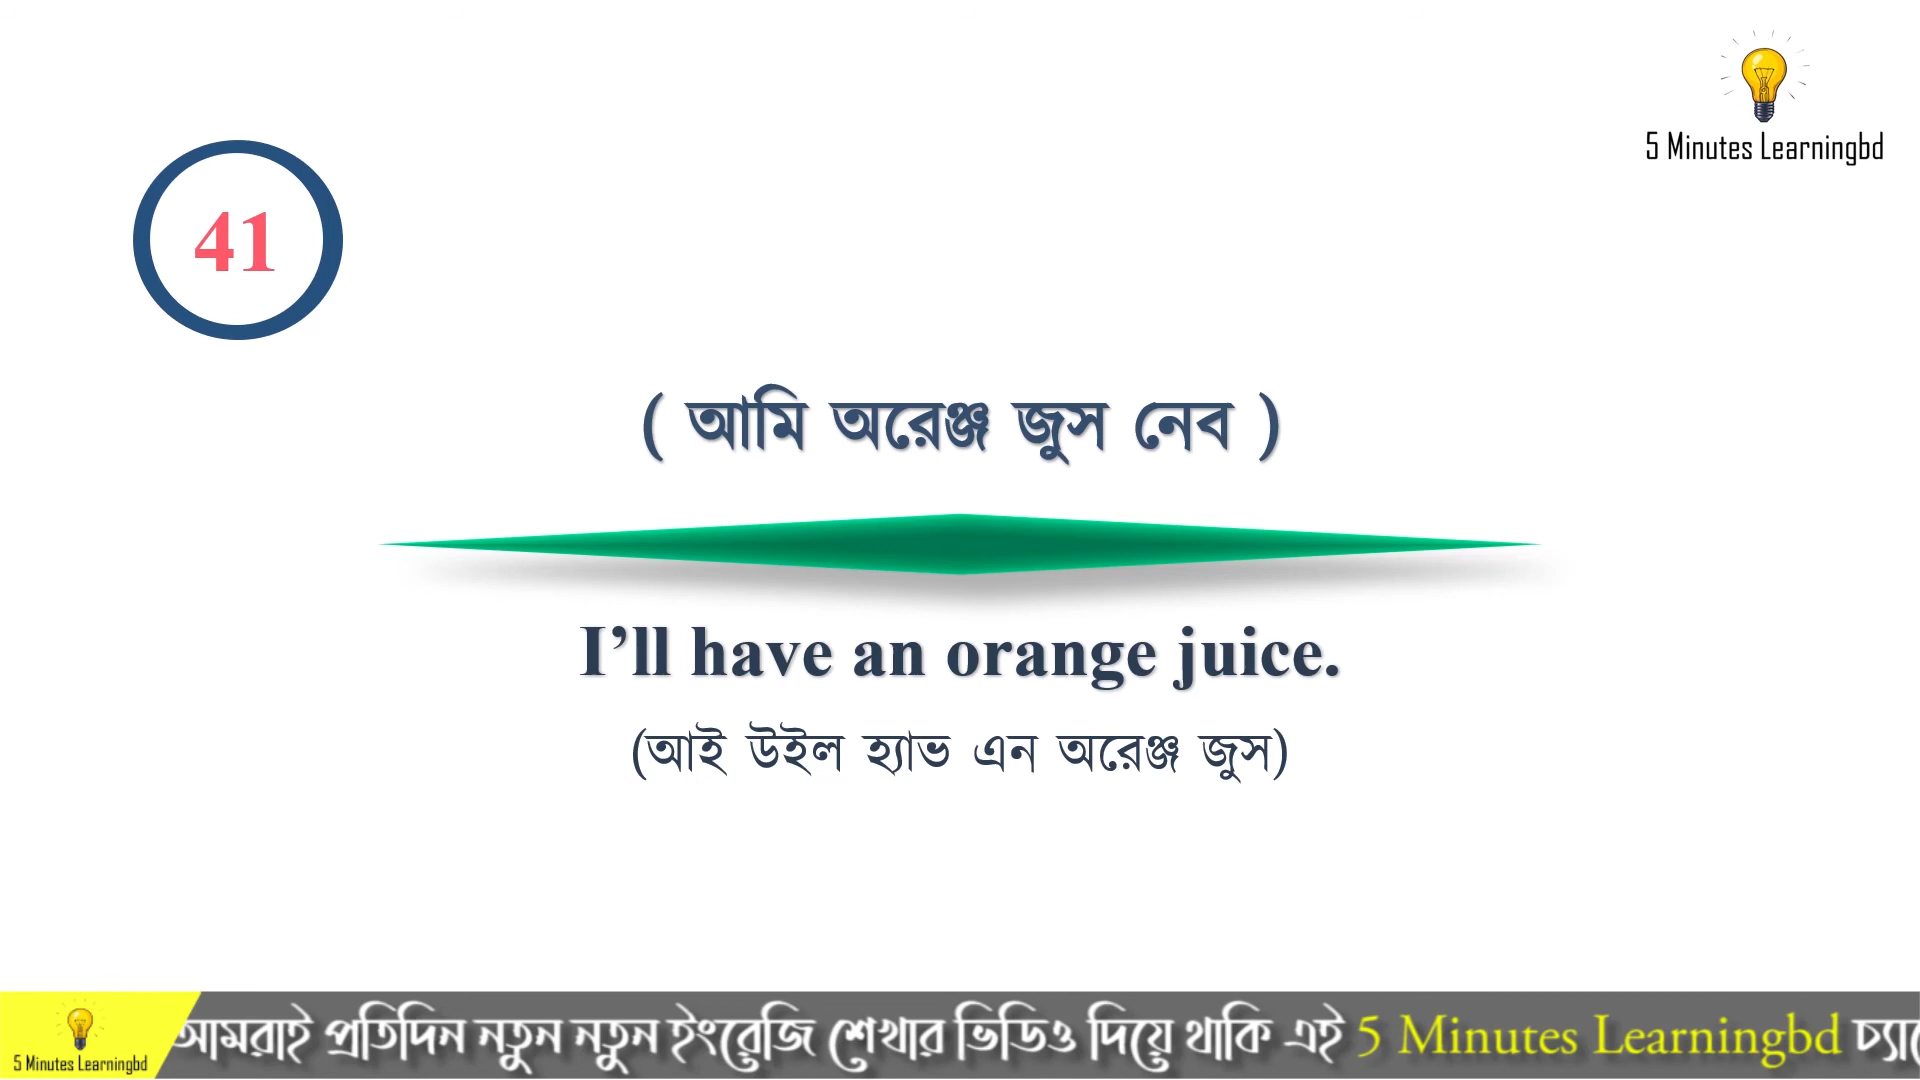 5 Minutes Learningbd
41
( আমি অরেঞ্জ জুস নেব )
I’ll have an orange juice.
(আই উইল হ্যাভ এন অরেঞ্জ জুস)
আমরাই প্রতিদিন নতুন নতুন ইংরেজি শেখার ভিডিও দিয়ে থাকি এই 5 Minutes Learningbd
5 Minutes Learningbd